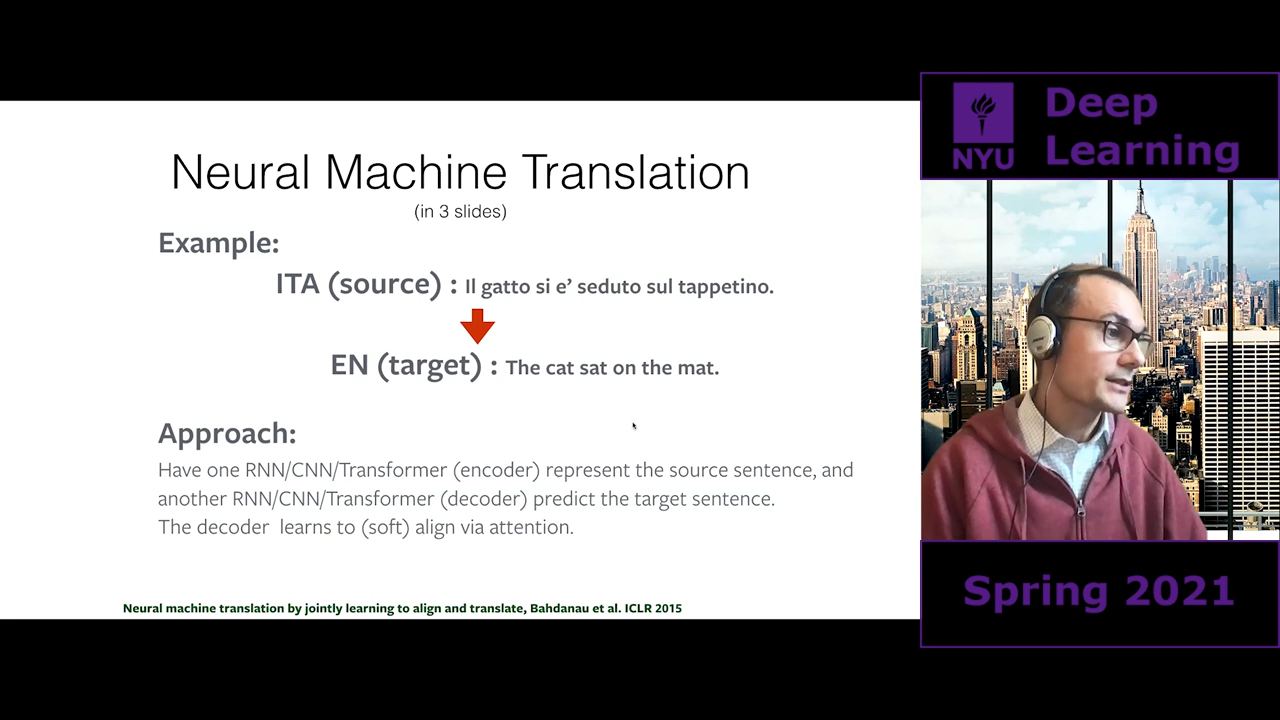 Neural Machine Translation
(in 3 slides)
Example:
ITA (source) : Il gatto si e’ seduto sul tappetino.
EN (target) : The cat sat on the mat.
Approach:
Have one RNN/CNN/Transformer (encoder) represent the source sentence, and
another RNN/CNN/Transformer (decoder) predict the target sentence.
The decoder learns to (soft) align via attention.
Neural machine translation by jointly learning to align and translate, Bahdanau et al. ICLR 2015
NYU
Deep
Learning
Spring 2021